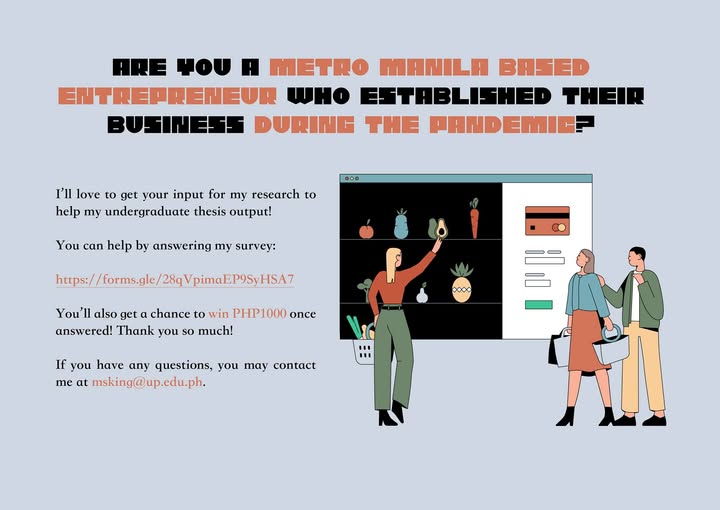 ARE YOU A METRO MANILA BASED
ENTREPRENEUR WHO ESTABLISHED THEIR
BUSINESS DURING THE PANDEMIC?
I'll love to get your input for my research to
help my undergraduate thesis output!
You can help by answering my survey:
https://forms.gle/28qVpimaEP9SyHSA7
You'll also get a chance to win PHP1000 once
answered! Thank you so much!
If you have any questions, you may contact
me at msking@up.edu.ph.